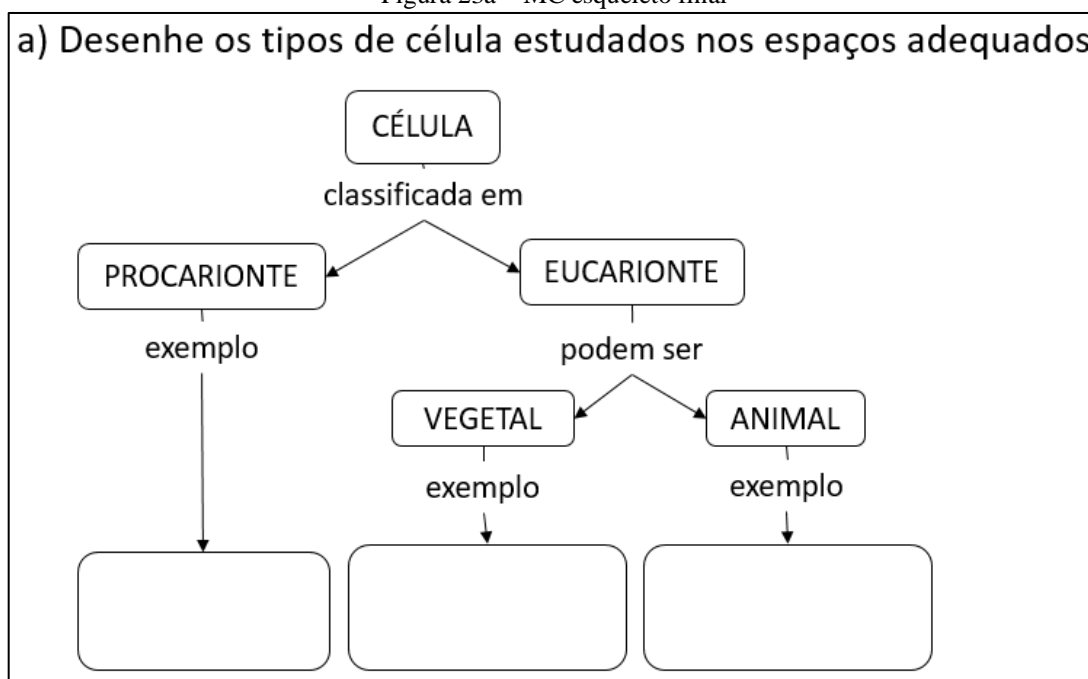 Figura 23a – MC esqueleto final
a) Desenhe os tipos de célula estudados nos espaços adequados
CÉLULA
classificada em
PROCARIONTE
EUCARIONTE
exemplo
podem ser
VEGETAL
ANIMAL
exemplo
exemplo